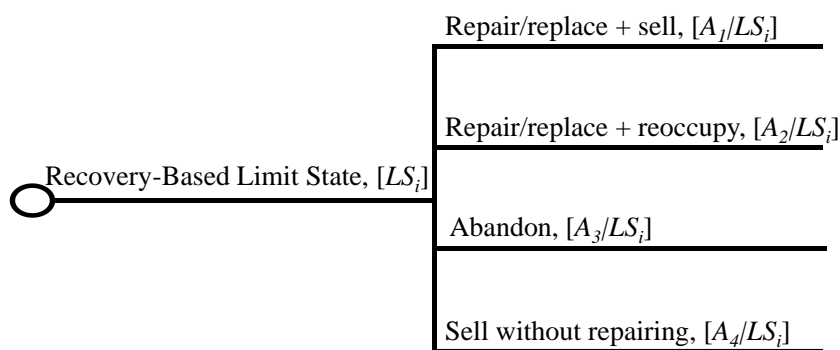 Repair/replace + sell, [A₁/LSᵢ]
Repair/replace + reoccupy, [A₂/LSᵢ]
Recovery-Based Limit State, [LSᵢ]
Abandon, [A₃/LSᵢ]
Sell without repairing, [A₄/LSᵢ]